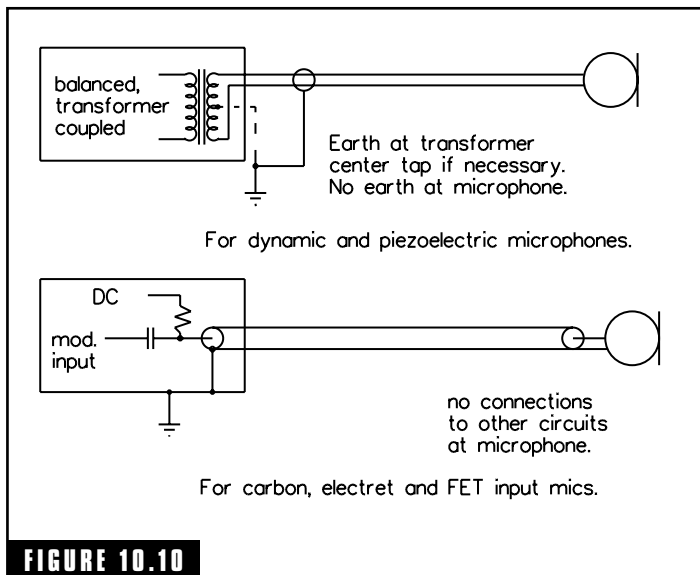 balanced,
transformer
coupled
Earth at transformer
center tap if necessary.
No earth at microphone.
For dynamic and piezoelectric microphones.
DC
mod.
input
no connections
to other circuits
at microphone.
For carbon, electret and FET input mics.
FIGURE 10.10